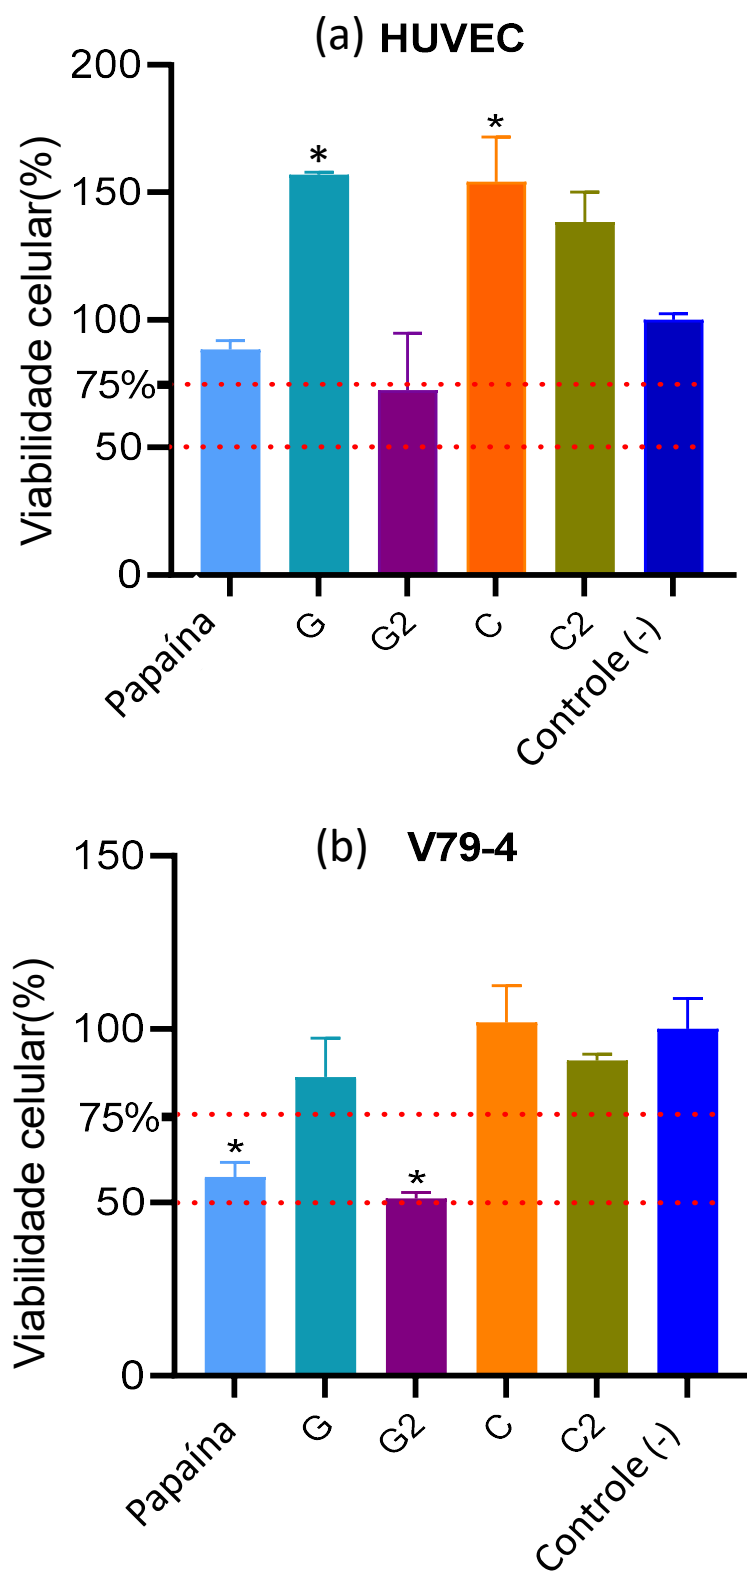 (a) HUVEC
Viabilidade celular(%)
200
*
*
150
100
75%
50
0
Papaína
G
G2
C
C2
Controle (-)
(b) V79-4
Viabilidade celular(%)
150
100
75%
*
*
50
0
Papaína
G
G2
C
C2
Controle (-)